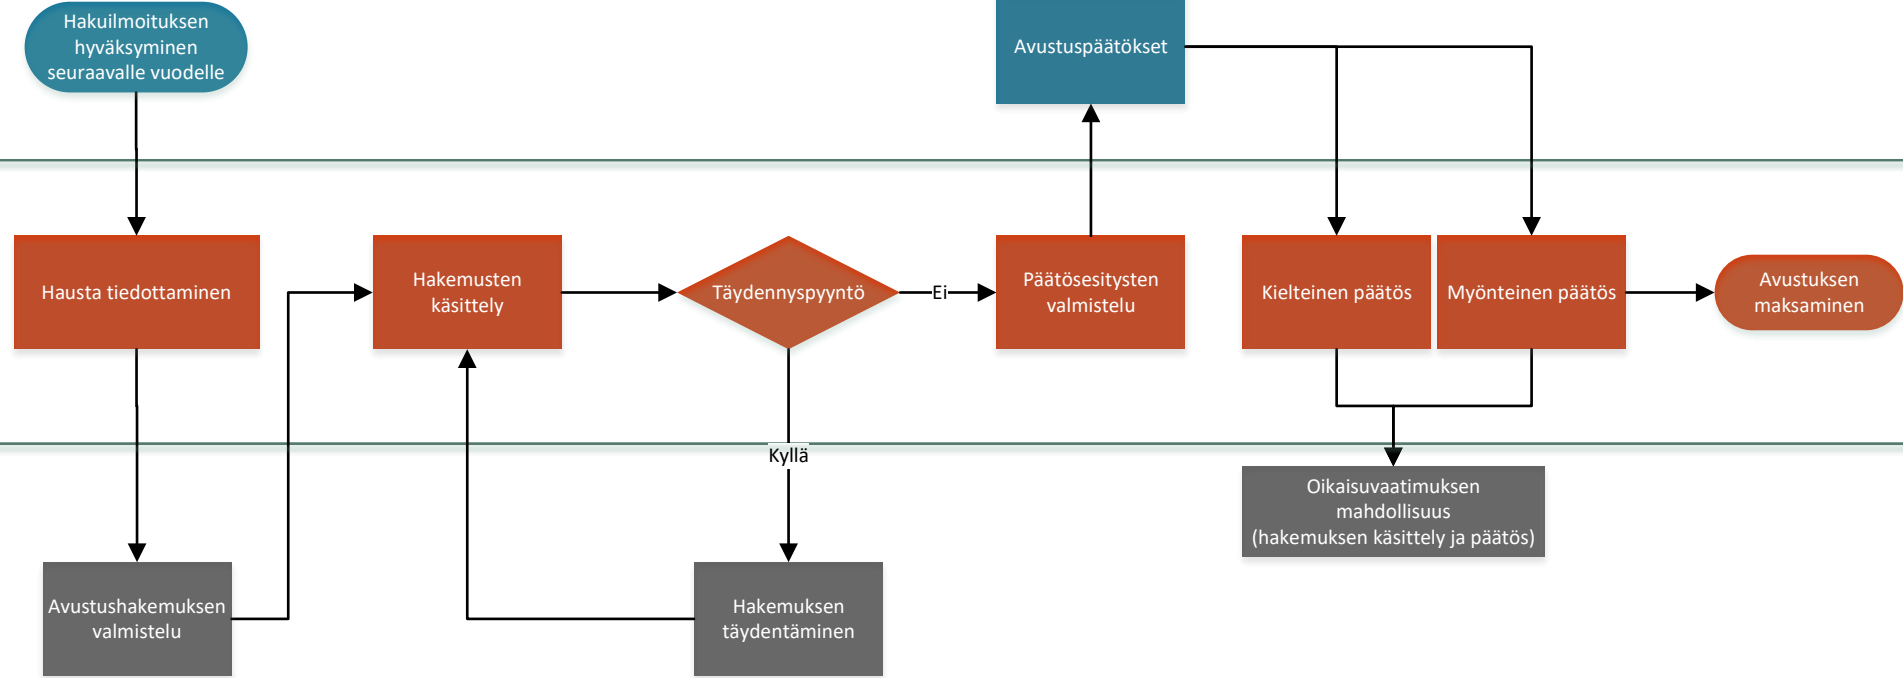 Hakuilmoituksen
hyväksyminen
seuraavalle vuodelle
Avustuspäätökset
Hausta tiedottaminen
Hakemusten
käsittely
Täydennyspyyntö
Ei
Päätösesitysten
valmistelu
Kielteinen päätös
Myönteinen päätös
Avustuksen
maksaminen
Kyllä
Oikaisuvaatimuksen
mahdollisuus
(hakemuksen käsittely ja päätös)
Avustushakemuksen
valmistelu
Hakemuksen
täydentäminen